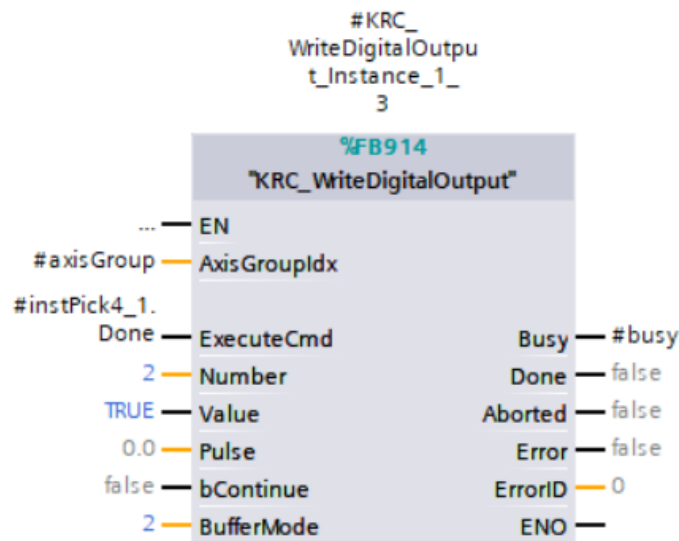 #KRC_
WriteDigitalOutpu
t_Instance_1_
3
%FB914
"KRC_WriteDigitalOutput"
... EN
#axisGroup AxisGroupIdx
#instPick4_1.
Done ExecuteCmd Busy #busy
2 Number Done false
TRUE Value Aborted false
0.0 Pulse Error false
false bContinue ErrorID 0
2 BufferMode ENO